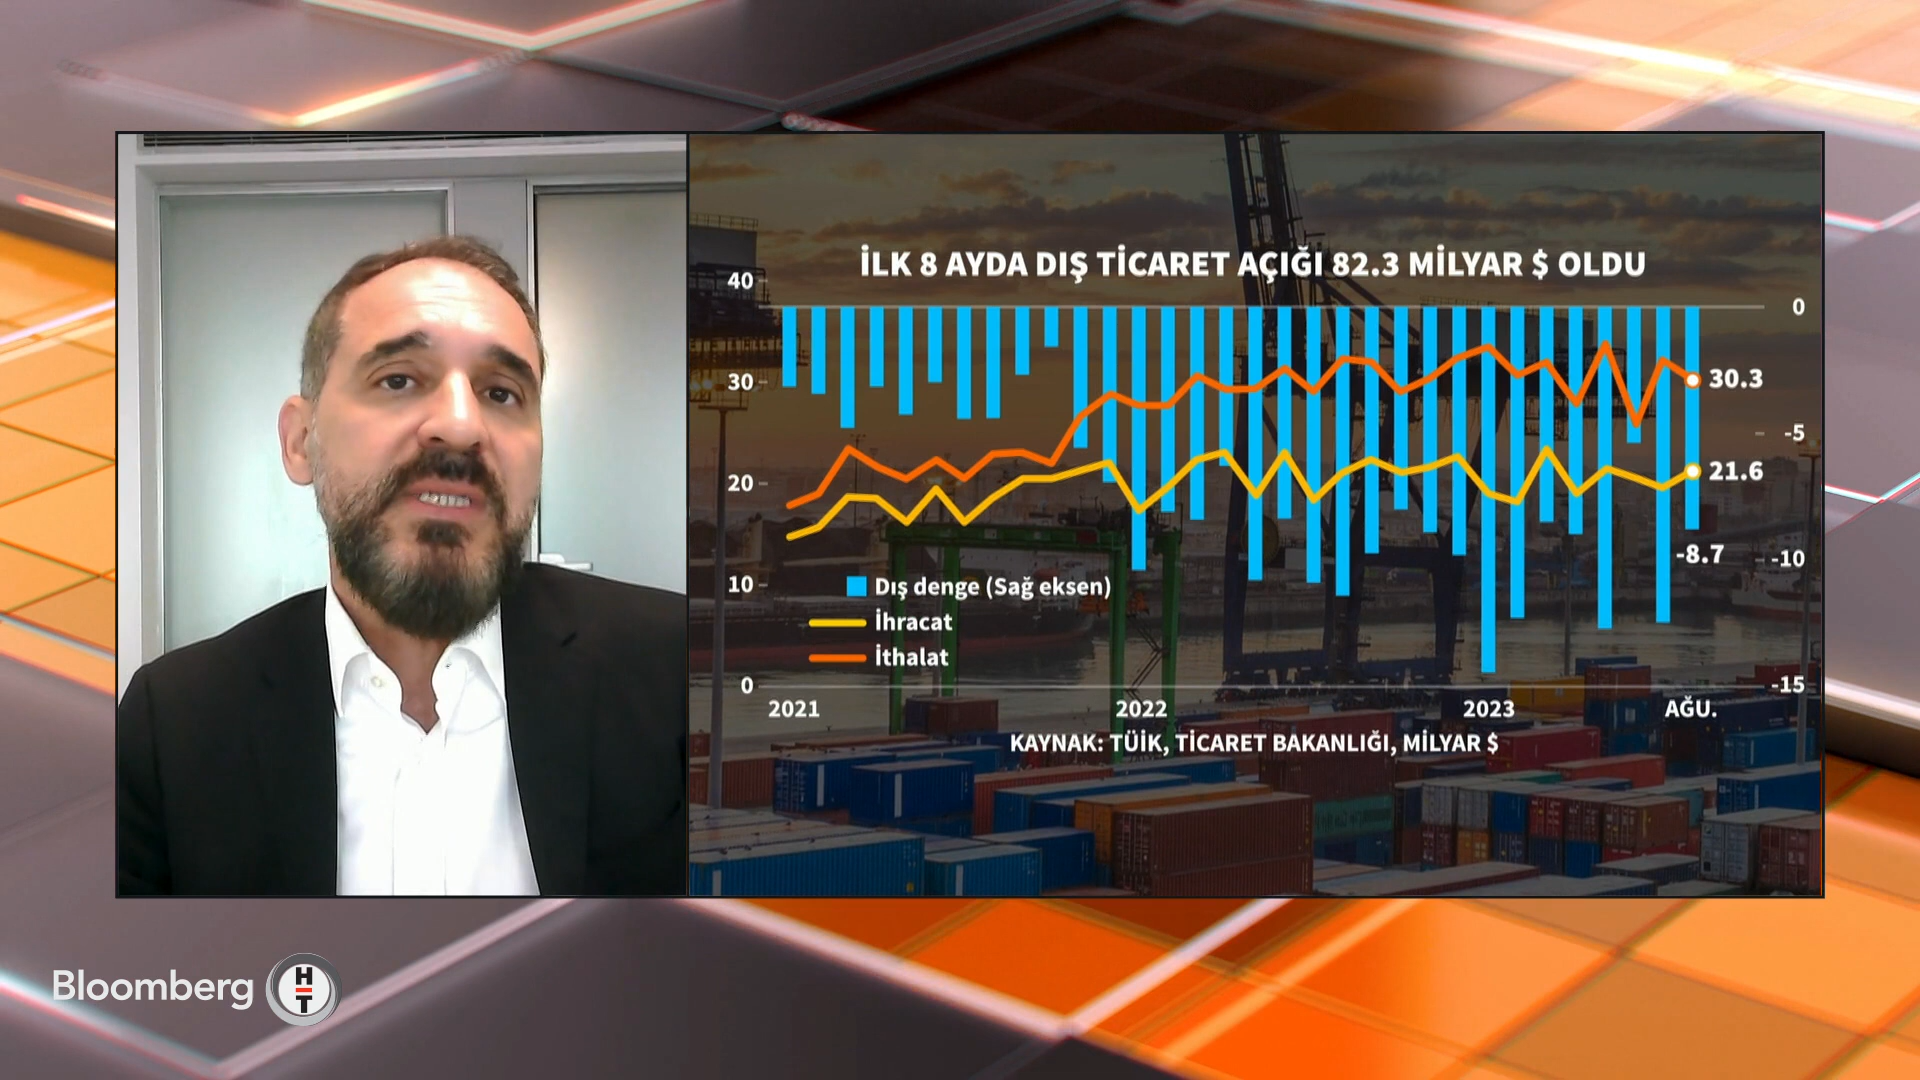 İLK 8 AYDA DIŞ TİCARET AÇIĞI 82.3 MİLYAR $ OLDU
40
0
30
30.3
-5
20
21.6
-8.7
-10
10
Dış denge (Sağ eksen)
İhracat
İthalat
0
-15
2021
2022
2023
AĞU.
KAYNAK: TÜİK, TİCARET BAKANLIĞI, MİLYAR $
Bloomberg HT